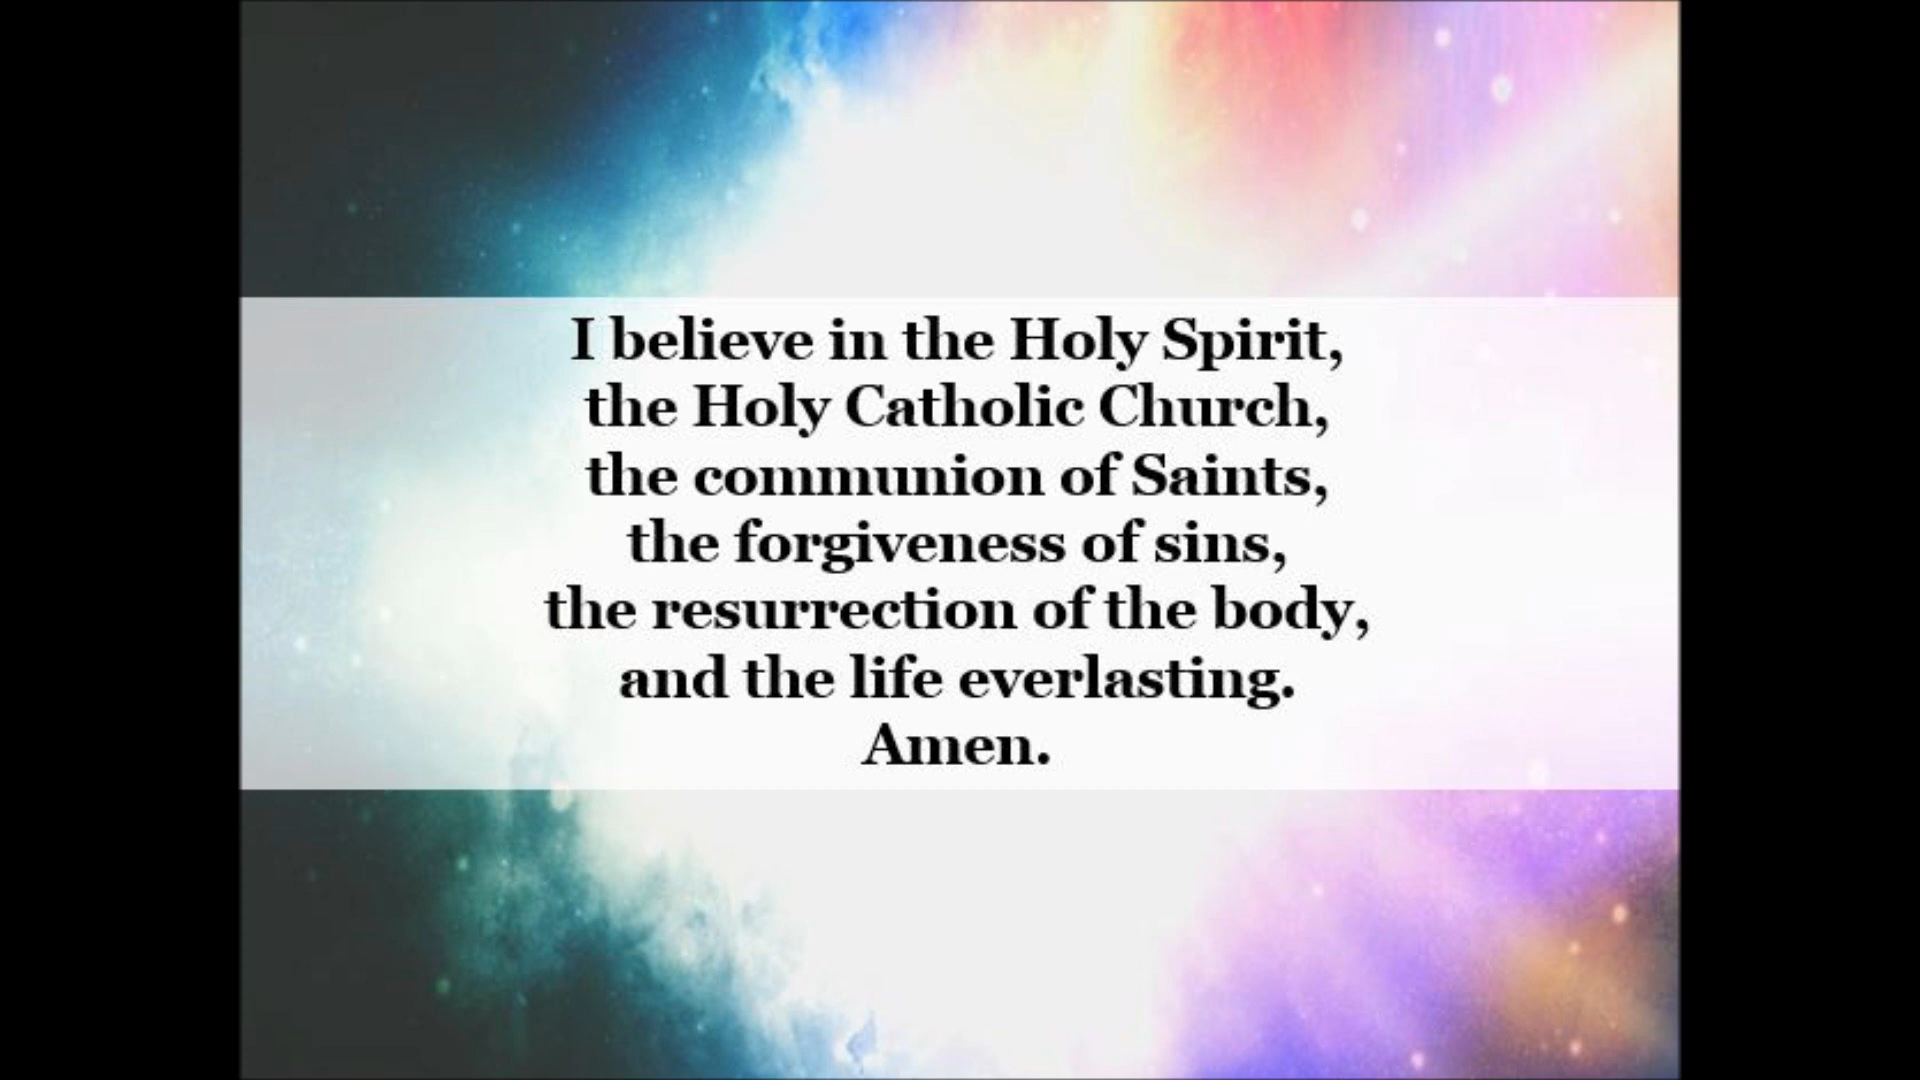 I believe in the Holy Spirit,
the Holy Catholic Church,
the communion of Saints,
the forgiveness of sins,
the resurrection of the body,
and the life everlasting.
Amen.